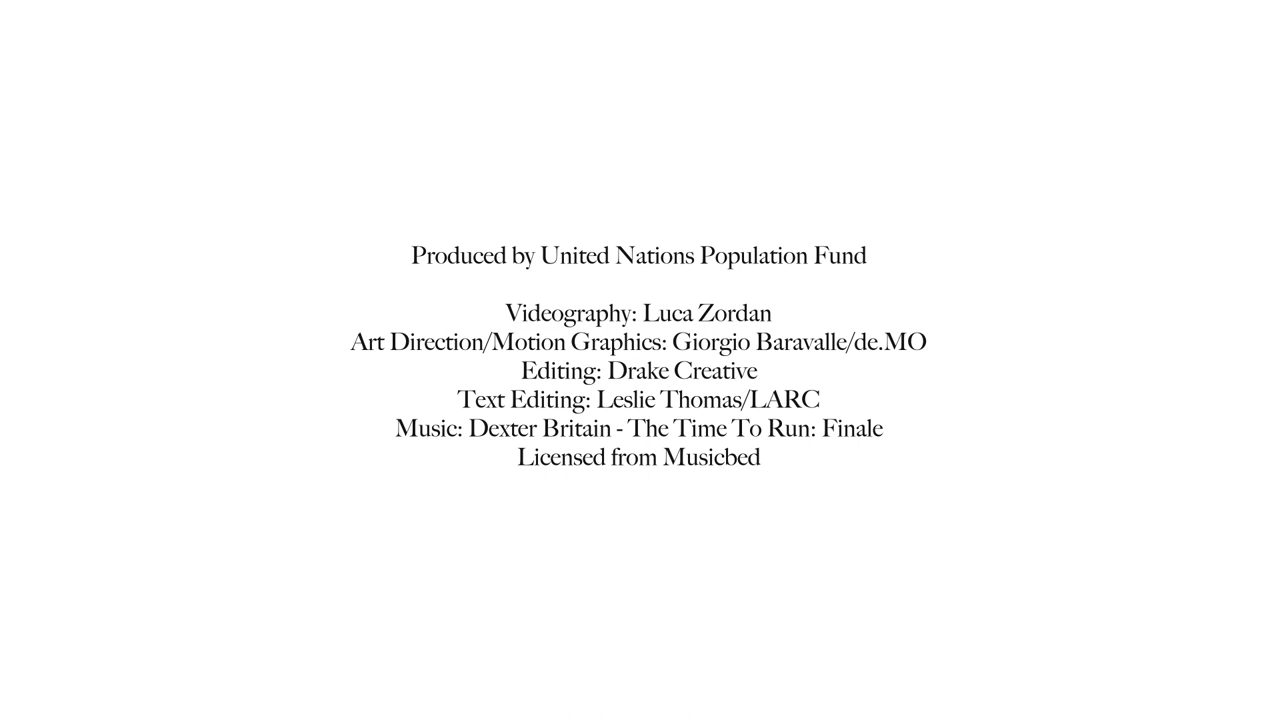 Produced by United Nations Population Fund
Videography: Luca Zordan
Art Direction/Motion Graphics: Giorgio Baravalle/de.MO
Editing: Drake Creative
Text Editing: Leslie Thomas/LARC
Music: Dexter Britain - The Time To Run: Finale
Licensed from Musicbed